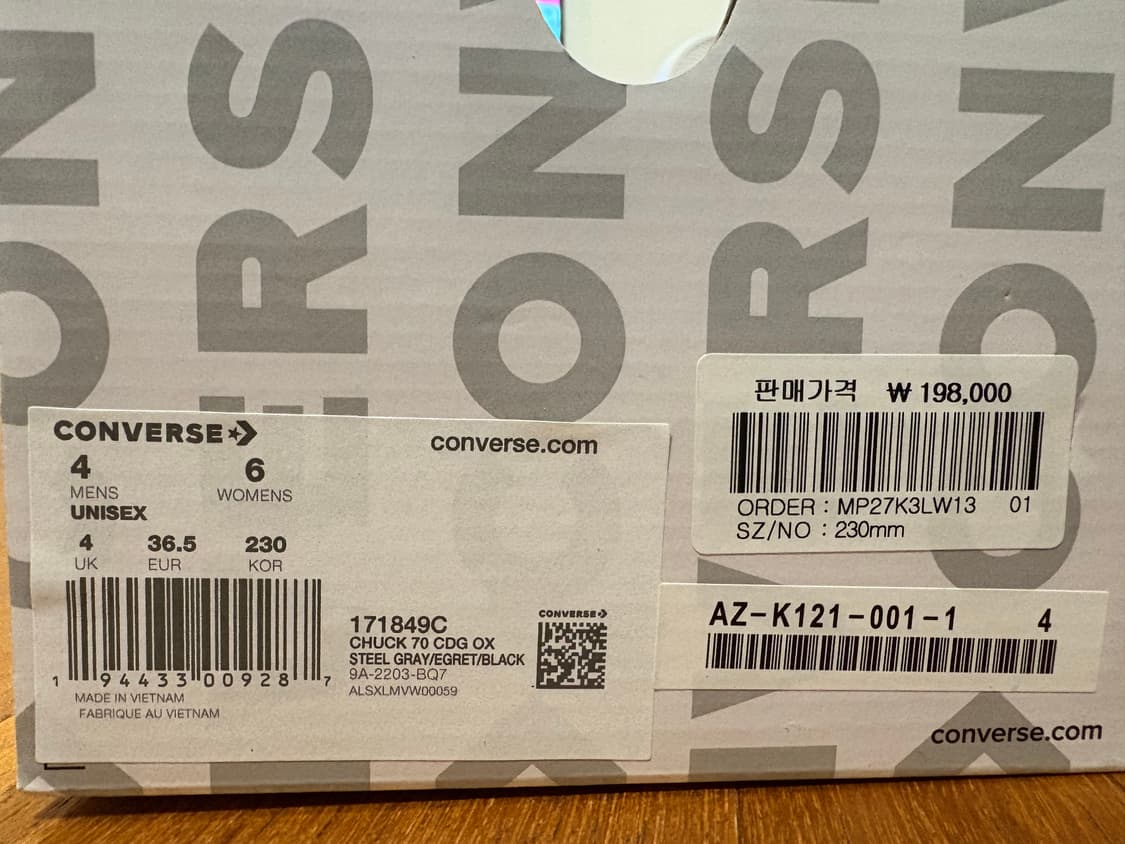 CONVERSE
converse.com
4
6
MENS
WOMENS
UNISEX
4
36.5
230
UK
EUR
KOR
1 94433 00928 7
MADE IN VIETNAM
FABRIQUE AU VIETNAM
171849C
CHUCK 70 CDG OX
STEEL GRAY/EGRET/BLACK
9A-2203-BQ7
ALSXLMVW00059
CONVERSE
판매가격 ₩ 198,000
ORDER : MP27K3LW13 01
SZ/NO : 230mm
AZ-K121-001-1 4
converse.com